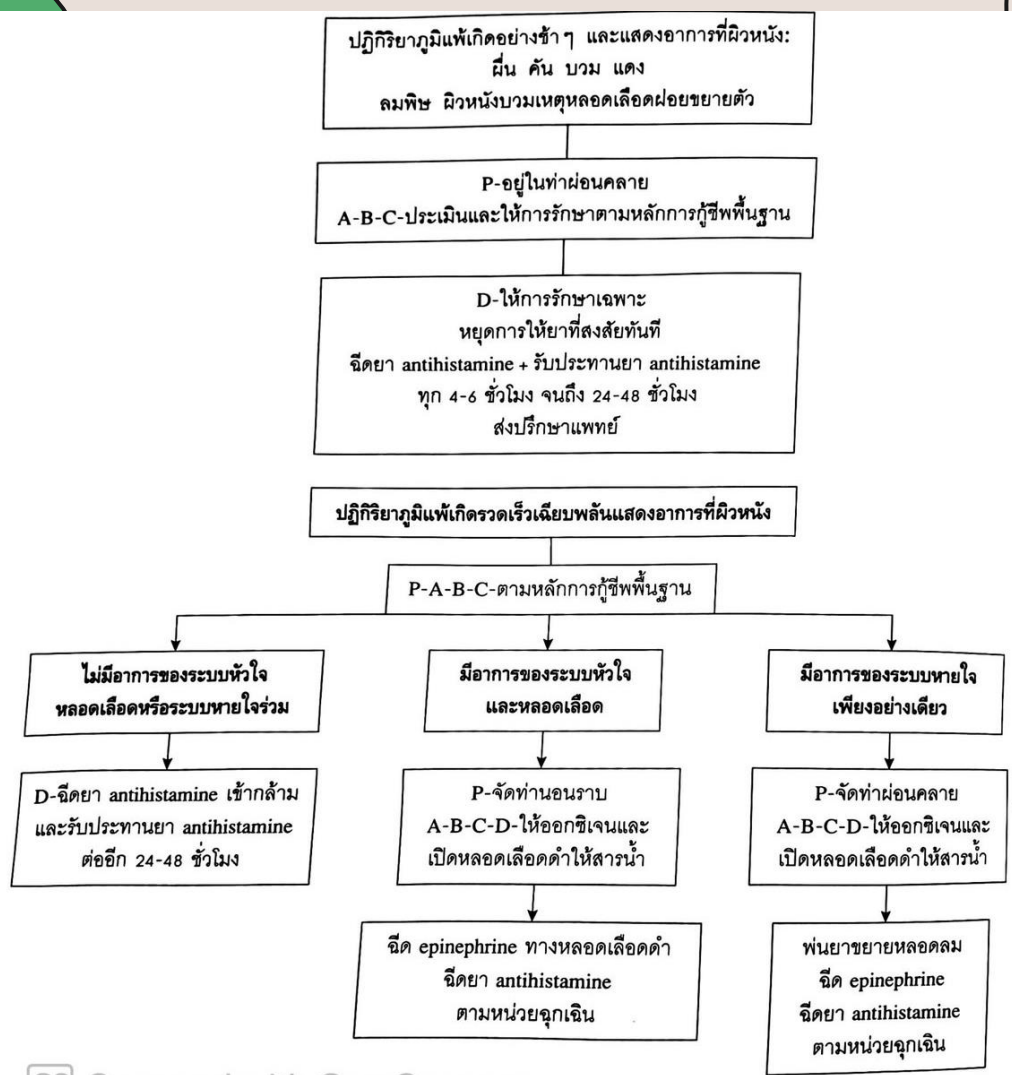 ปฏิกิริยาภูมิแพ้เกิดอย่างช้า ๆ และแสดงอาการที่ผิวหนัง:
ผื่น คัน บวม แดง
ลมพิษ ผิวหนังบวมเหตุหลอดเลือดฝอยขยายตัว
P-อยู่ในท่าผ่อนคลาย
A-B-C-ประเมินและให้การรักษาตามหลักการกู้ชีพพื้นฐาน
D-ให้การรักษาเฉพาะ
หยุดการให้ยาที่สงสัยทันที
ฉีดยา antihistamine + รับประทานยา antihistamine
ทุก 4-6 ชั่วโมง จนถึง 24-48 ชั่วโมง
ส่งปรึกษาแพทย์
ปฏิกิริยาภูมิแพ้เกิดรวดเร็วเฉียบพลันแสดงอาการที่ผิวหนัง
P-A-B-C-ตามหลักการกู้ชีพพื้นฐาน
ไม่มีอาการของระบบหัวใจ
หลอดเลือดหรือระบบหายใจร่วม
D-ฉีดยา antihistamine เข้ากล้าม
และรับประทานยา antihistamine
ต่ออีก 24-48 ชั่วโมง
มีอาการของระบบหัวใจ
และหลอดเลือด
P-จัดท่านอนราบ
A-B-C-D-ให้ออกซิเจนและ
เปิดหลอดเลือดดำให้สารน้ำ
ฉีด epinephrine ทางหลอดเลือดดำ
ฉีดยา antihistamine
ตามหน่วยฉุกเฉิน
มีอาการของระบบหายใจ
เพียงอย่างเดียว
P-จัดท่าผ่อนคลาย
A-B-C-D-ให้ออกซิเจนและ
เปิดหลอดเลือดดำให้สารน้ำ
พ่นยาขยายหลอดลม
ฉีด epinephrine
ฉีดยา antihistamine
ตามหน่วยฉุกเฉิน